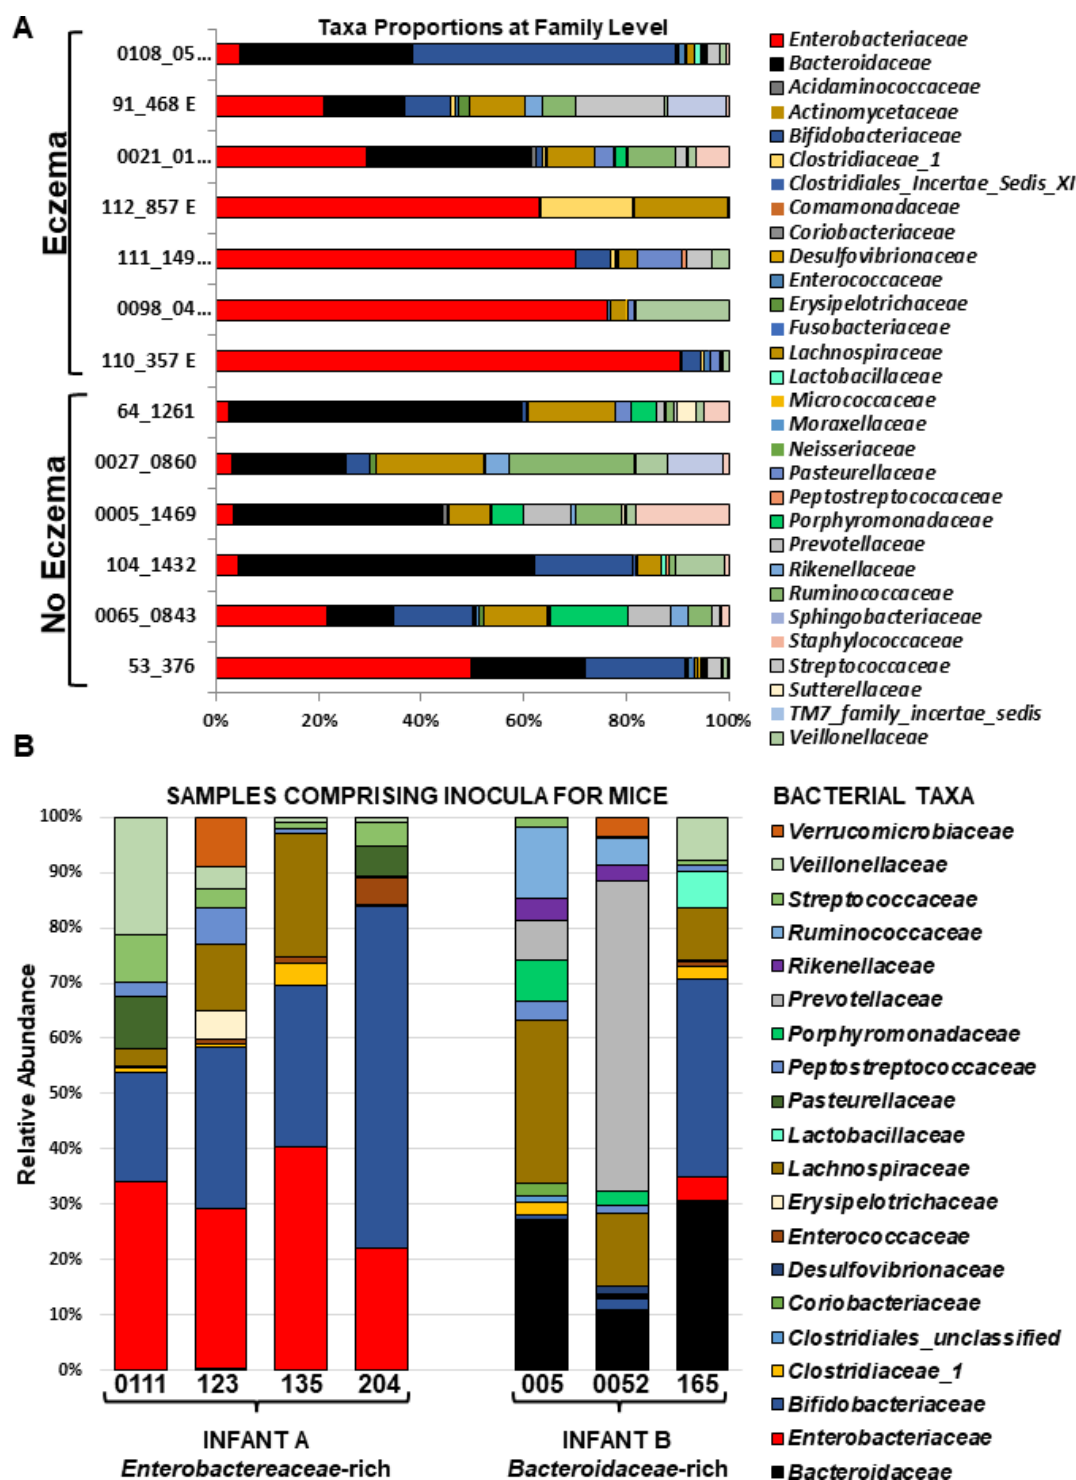 A
Taxa Proportions at Family Level
Eczema
0108_05...
91_468 E
0021_01...
112_857 E
111_149...
0098_04...
110_357 E
No Eczema
64_1261
0027_0860
0005_1469
104_1432
0065_0843
53_376
0% 20% 40% 60% 80% 100%
Enterobacteriaceae
Bacteroidaceae
Acidaminococcaceae
Actinomycetaceae
Bifidobacteriaceae
Clostridiaceae_1
Clostridiales_Incertae_Sedis_XI
Comamonadaceae
Coriobacteriaceae
Desulfovibrionaceae
Enterococcaceae
Erysipelotrichaceae
Fusobacteriaceae
Lachnospiraceae
Lactobacillaceae
Micrococcaceae
Moraxellaceae
Neisseriaceae
Pasteurellaceae
Peptostreptococcaceae
Porphyromonadaceae
Prevotellaceae
Rikenellaceae
Ruminococcaceae
Sphingobacteriaceae
Staphylococcaceae
Streptococcaceae
Sutterellaceae
TM7_family_incertae_sedis
Veillonellaceae
B
SAMPLES COMPRISING INOCULA FOR MICE
Relative Abundance
100%
90%
80%
70%
60%
50%
40%
30%
20%
10%
0%
0111 123 135 204 005 0052 165
INFANT A
Enterobactereaceae-rich
INFANT B
Bacteroidaceae-rich
BACTERIAL TAXA
Verrucomicrobiaceae
Veillonellaceae
Streptococcaceae
Ruminococcaceae
Rikenellaceae
Prevotellaceae
Porphyromonadaceae
Peptostreptococcaceae
Pasteurellaceae
Lactobacillaceae
Lachnospiraceae
Erysipelotrichaceae
Enterococcaceae
Desulfovibrionaceae
Coriobacteriaceae
Clostridiales_unclassified
Clostridiaceae_1
Bifidobacteriaceae
Enterobacteriaceae
Bacteroidaceae